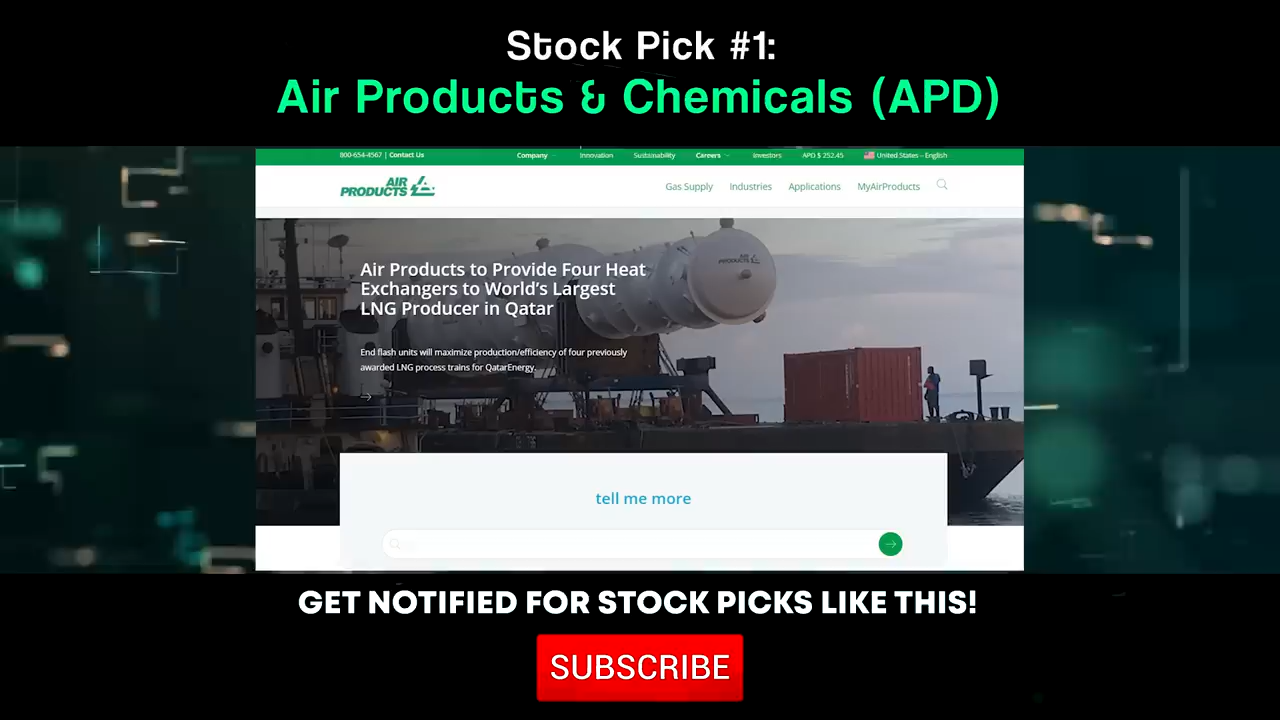 Stock Pick #1:
Air Products & Chemicals (APD)
800-654-4567 | Contact Us Company Innovation Sustainability Careers Investors APD $ 252.45 United States – English
AIR PRODUCTS
Gas Supply Industries Applications MyAirProducts
AIR PRODUCTS
Air Products to Provide Four Heat
Exchangers to World's Largest
LNG Producer in Qatar
End flash units will maximize production/efficiency of four previously
awarded LNG process trains for QatarEnergy.
tell me more
GET NOTIFIED FOR STOCK PICKS LIKE THIS!
SUBSCRIBE